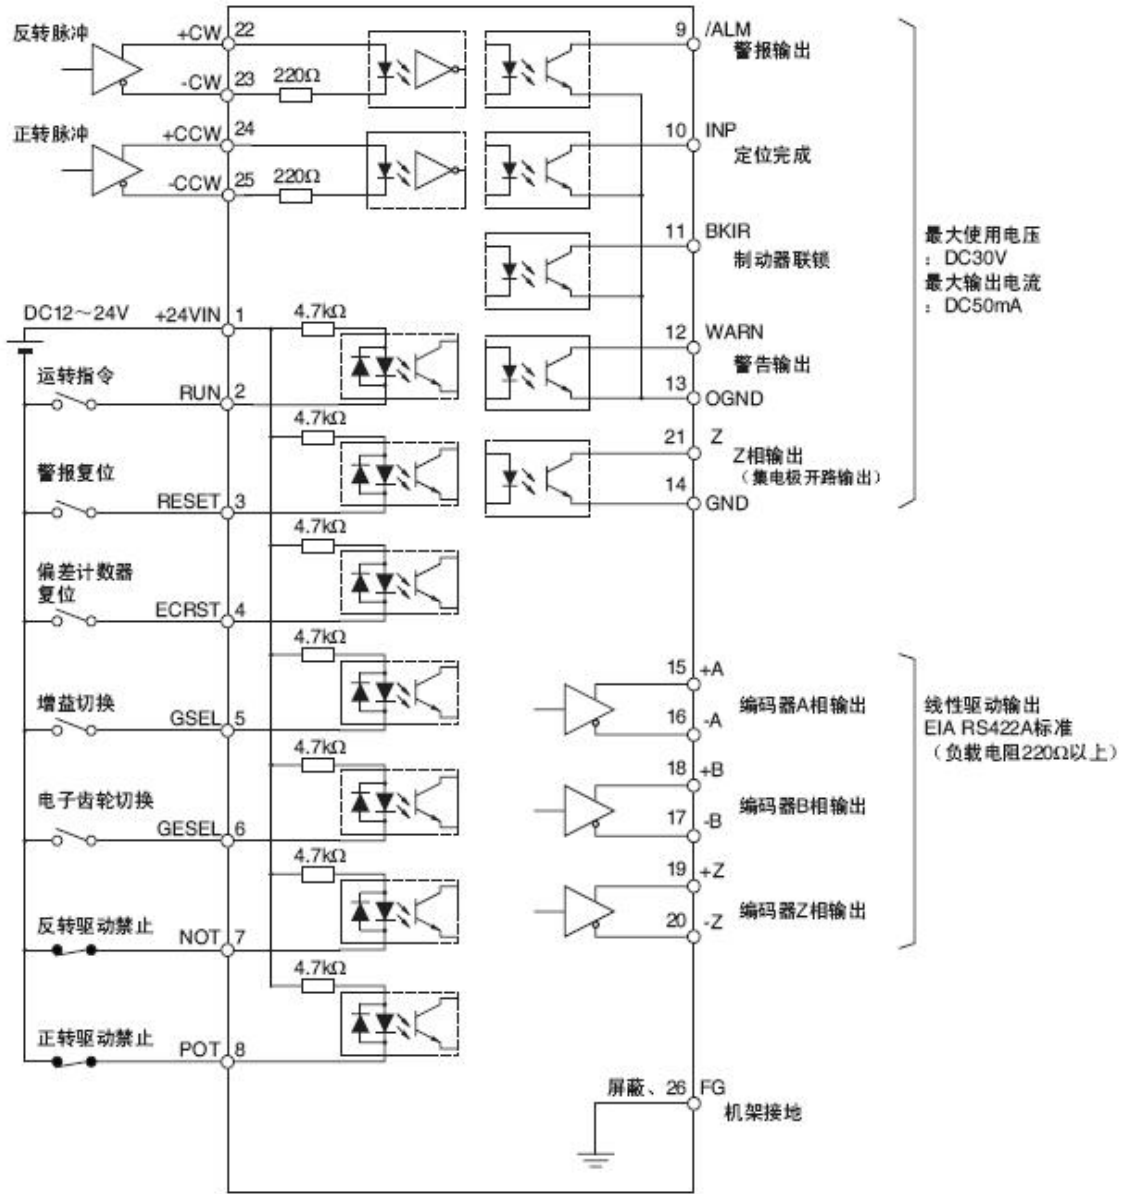 反转脉冲
+CW 22
-CW 23 220Ω
正转脉冲
+CCW 24
-CCW 25 220Ω
DC12～24V +24VIN 1 4.7kΩ
运转指令
RUN 2
4.7kΩ
警报复位
RESET 3
4.7kΩ
偏差计数器
复位
ECRST 4
4.7kΩ
增益切换
GSEL 5
4.7kΩ
电子齿轮切换
GESEL 6
4.7kΩ
反转驱动禁止
NOT 7
4.7kΩ
正转驱动禁止
POT 8
9 /ALM
警报输出
10 INP
定位完成
11 BKIR
制动器联锁
12 WARN
警告输出
13 OGND
21 Z
Z相输出
（集电极开路输出）
14 GND
最大使用电压
：DC30V
最大输出电流
：DC50mA
15 +A
编码器A相输出
16 -A
18 +B
编码器B相输出
17 -B
19 +Z
编码器Z相输出
20 -Z
线性驱动输出
EIA RS422A标准
（负载电阻220Ω以上）
屏蔽、26 FG
机架接地